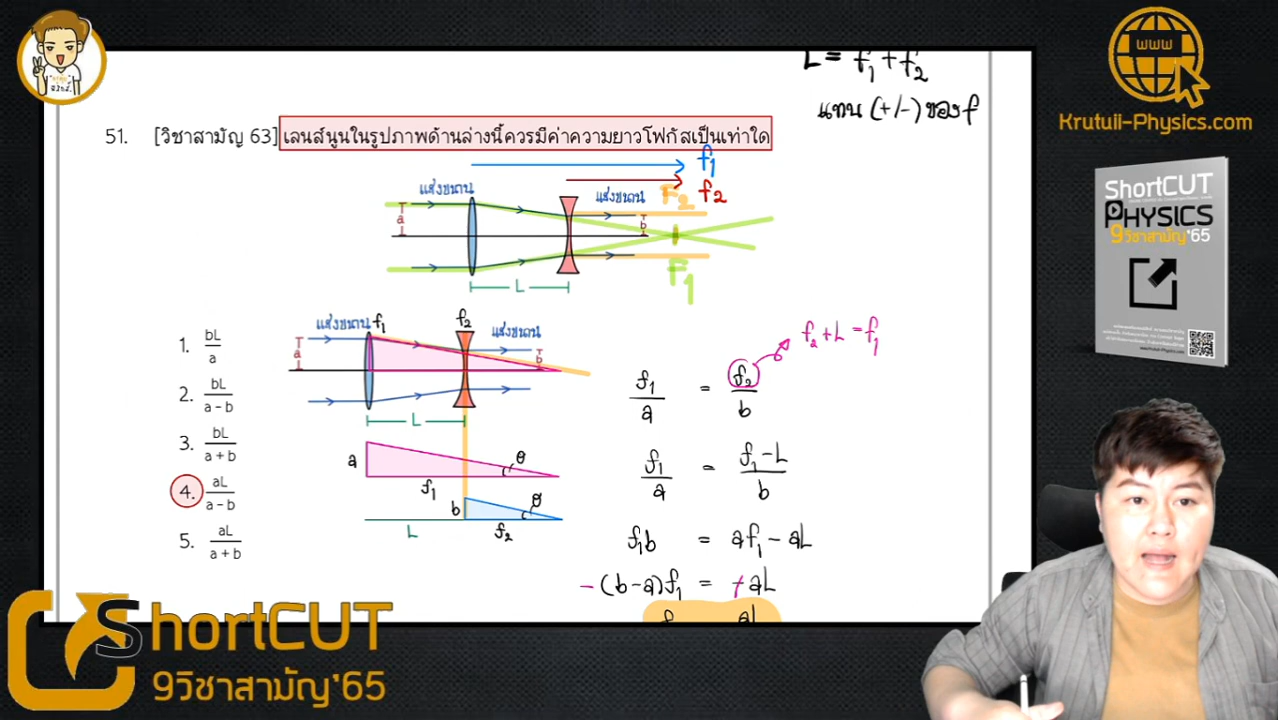 L = f1 + f2
แทน (+/-) ของ f
www
Krutuii-Physics.com
51. [วิชาสามัญ 63] เลนส์นูนในรูปภาพด้านล่างนี้ควรมีค่าความยาวโฟกัสเป็นเท่าใด
f1
f2
แสงขนาน
แสงขนาน
F2
a
b
F1
L
ShortCUT
PHYSICS
9วิชาสามัญ'65
1. bL/a
2. bL/(a - b)
3. bL/(a + b)
4. aL/(a - b)
5. aL/(a + b)
แสงขนาน
f1
f2
แสงขนาน
a
b
L
a
θ
f1
b
θ
L
f2
f2 + L = f1
f1/a = f2/b
f1/a = (f1 - L)/b
f1b = af1 - aL
-(b-a)f1 = +aL
aL
ShortCUT
9วิชาสามัญ'65